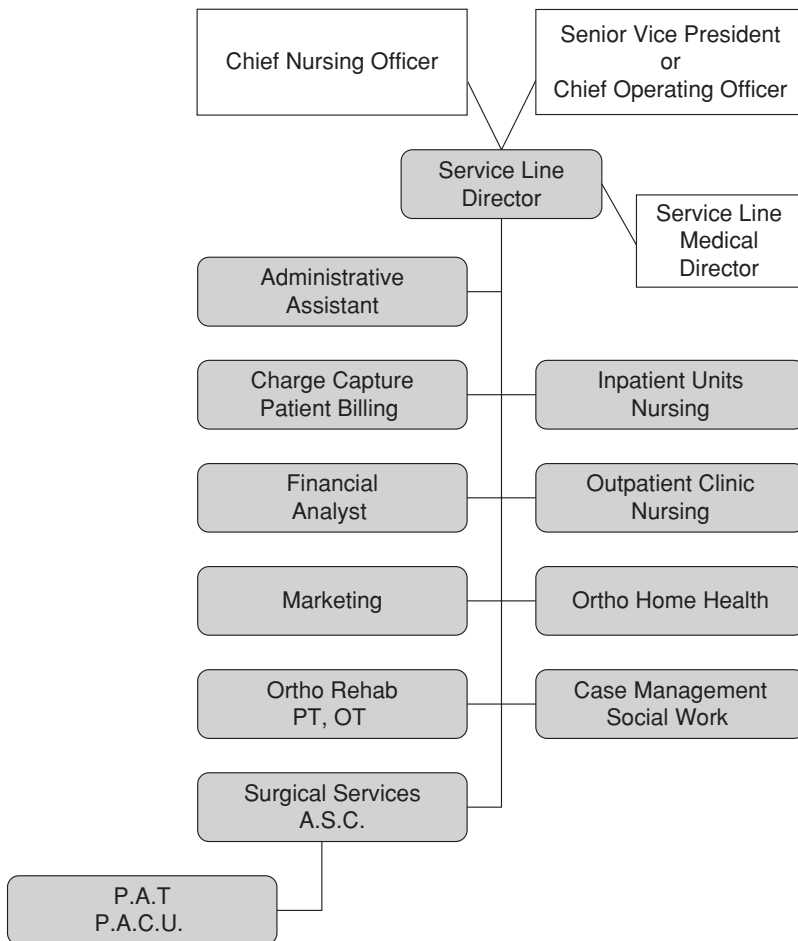 Chief Nursing Officer
Senior Vice President
or
Chief Operating Officer
Service Line
Director
Service Line
Medical
Director
Administrative
Assistant
Charge Capture
Patient Billing
Inpatient Units
Nursing
Financial
Analyst
Outpatient Clinic
Nursing
Marketing
Ortho Home Health
Ortho Rehab
PT, OT
Case Management
Social Work
Surgical Services
A.S.C.
P.A.T
P.A.C.U.